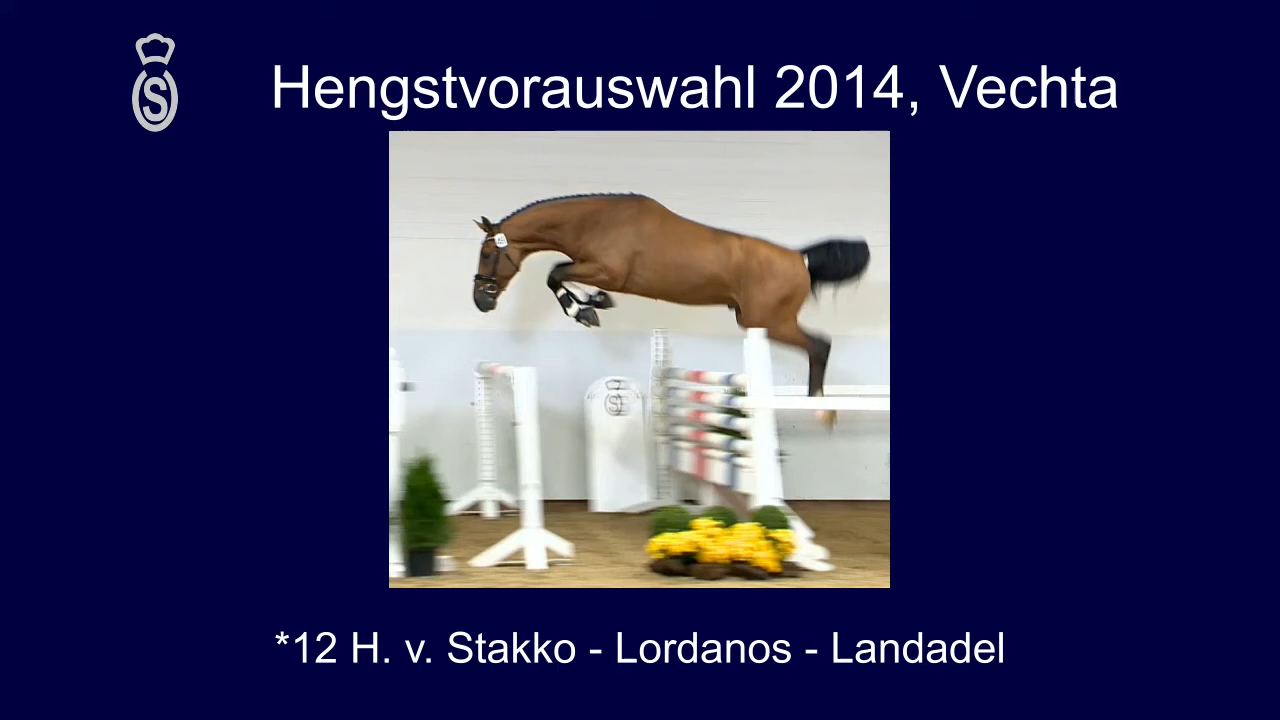 Hengstvorauswahl 2014, Vechta
*12 H. v. Stakko - Lordanos - Landadel